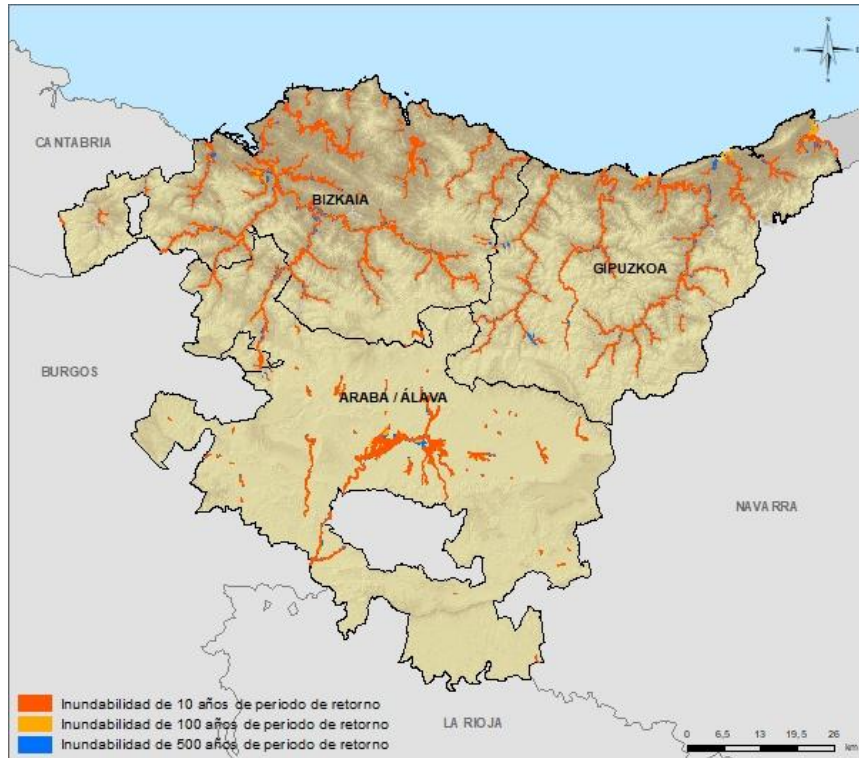 N
W
E
S
CANTABRIA
BIZKAIA
GIPUZKOA
BURGOS
ARABA / ÁLAVA
NAVARRA
LA RIOJA
Inundabilidad de 10 años de periodo de retorno
Inundabilidad de 100 años de periodo de retorno
Inundabilidad de 500 años de periodo de retorno
0 6,5 13 19,5 26
km